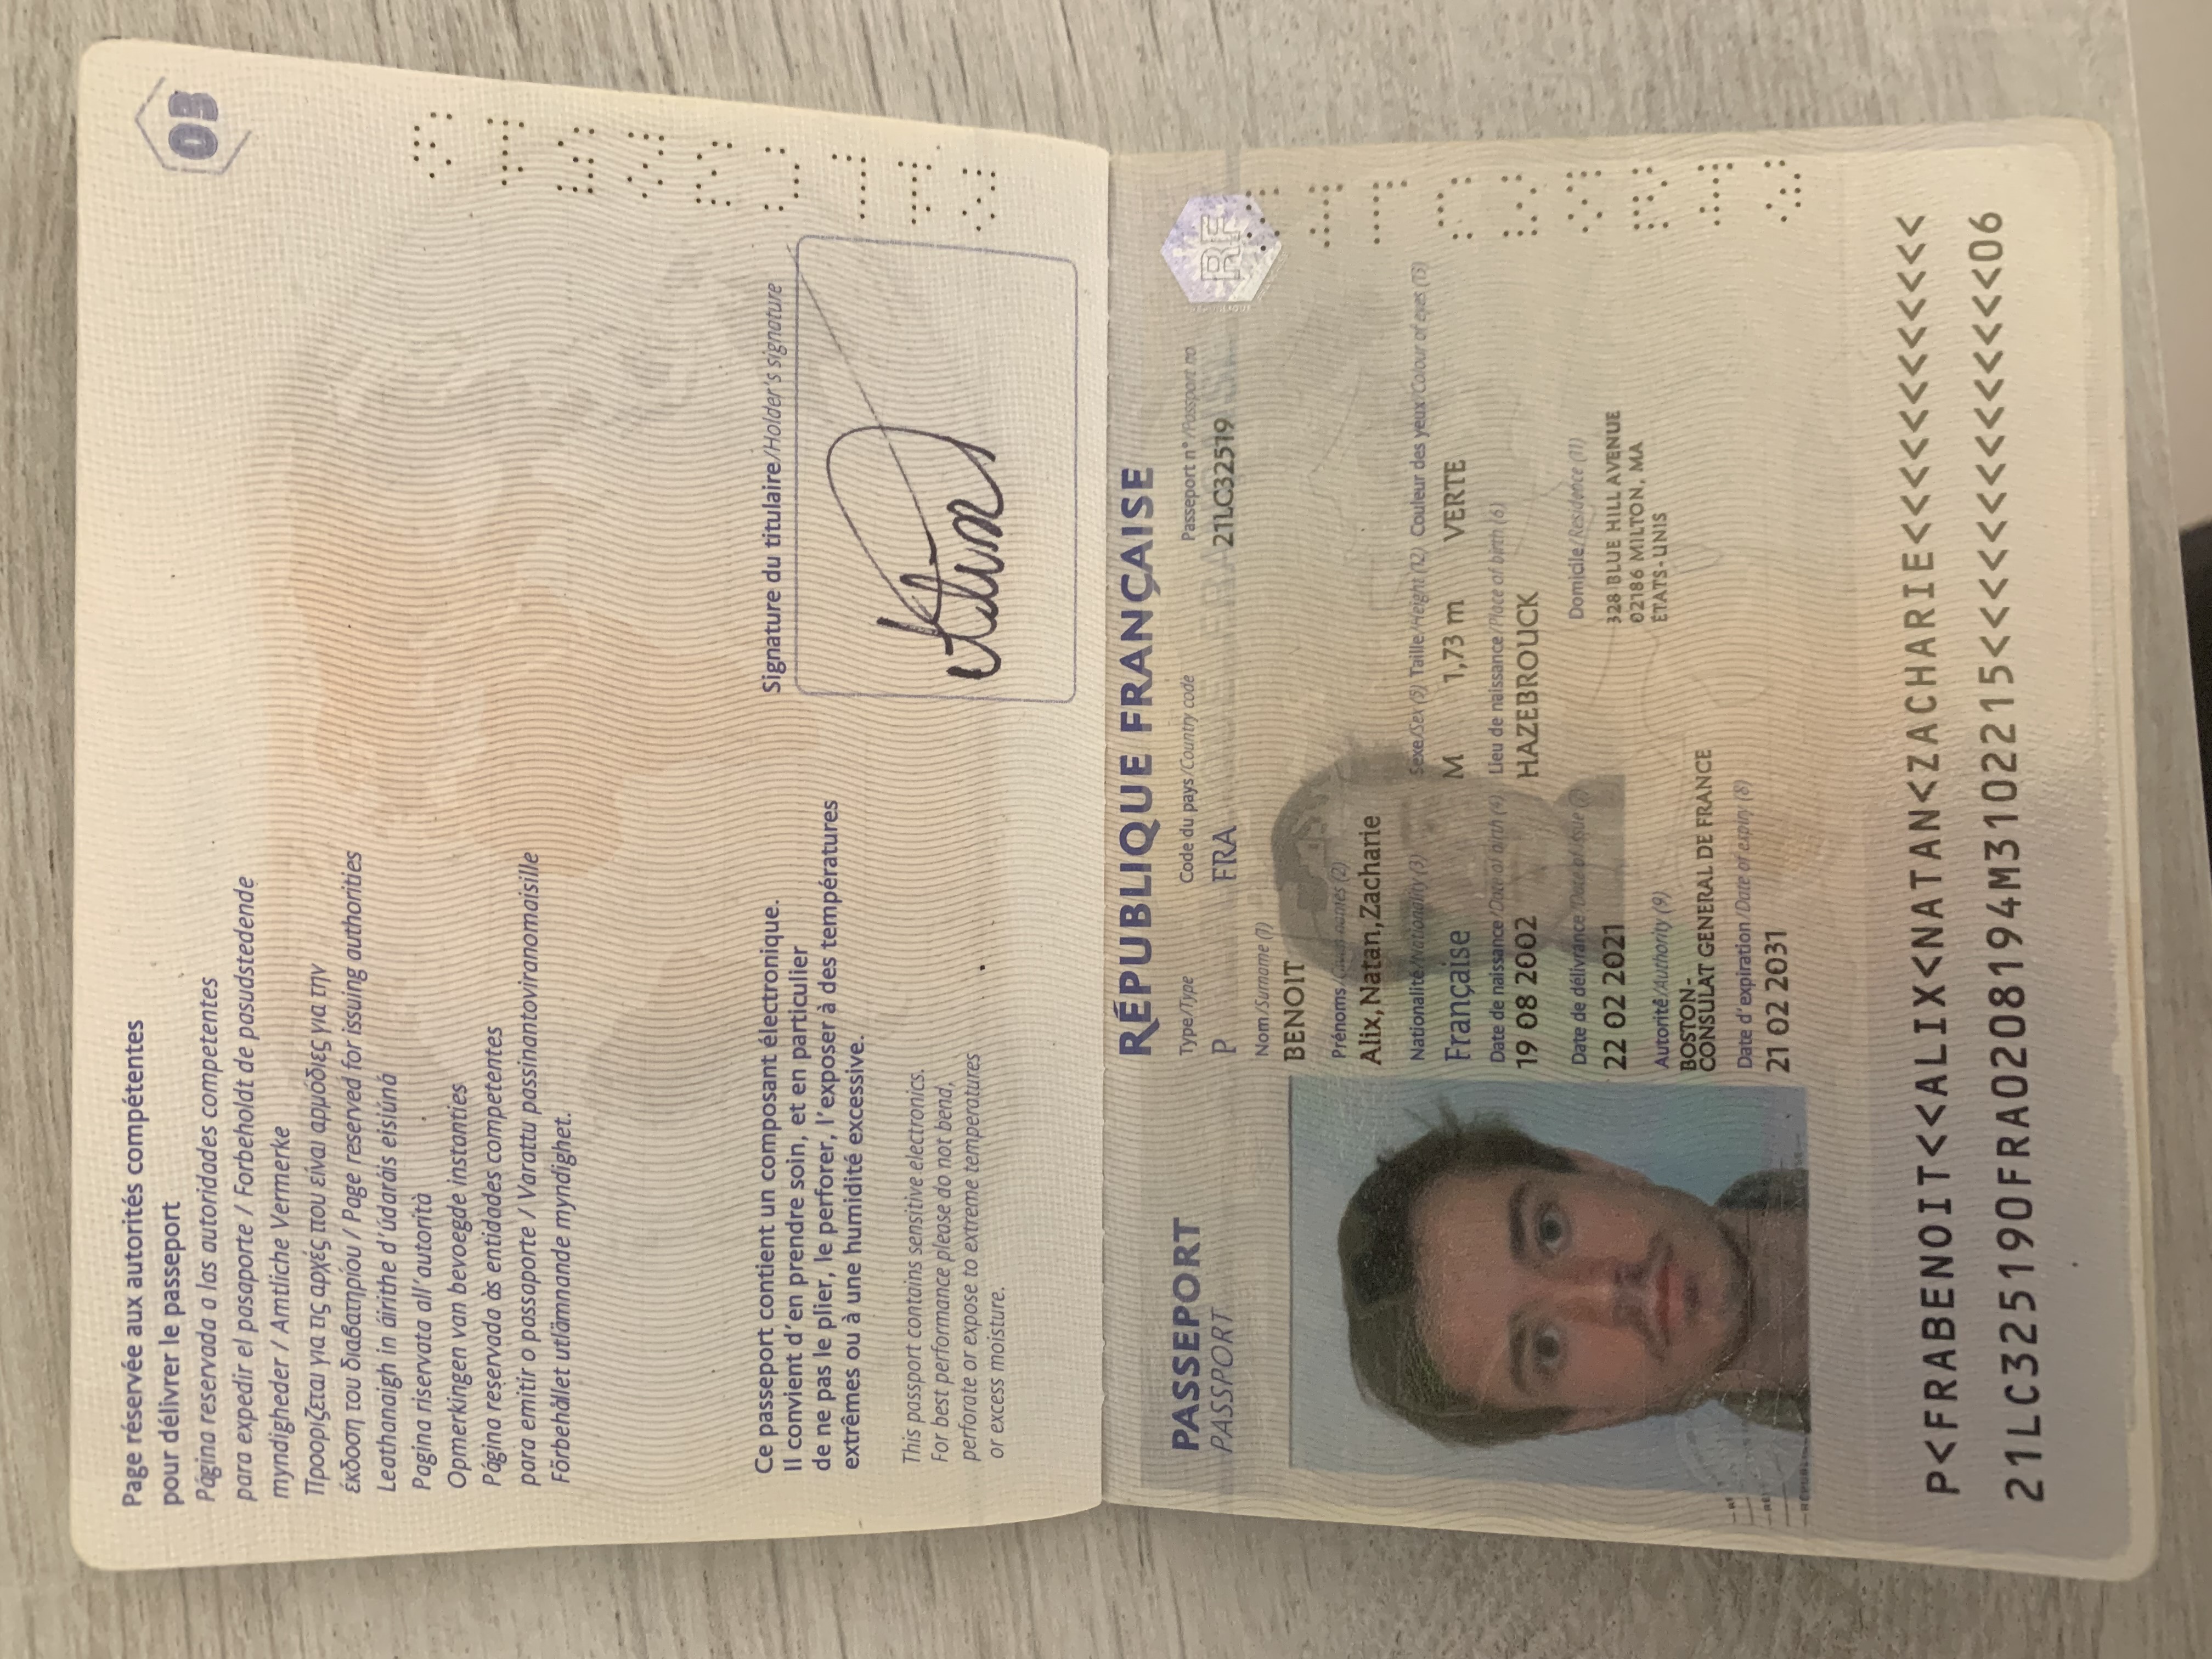 Page réservée aux autorités compétentes
pour délivrer le passeport
Página reservada a las autoridades competentes
para expedir el pasaporte / Forbeholdt de pasudstedende
myndigheder / Amtliche Vermerke
Προορίζεται για τις αρχές που είναι αρμόδιες για την
έκδοση του διαβατηρίου / Page reserved for issuing authorities
Leathanaigh in áirithe d'údaráis eisiúná
Pagina riservata all'autorità
Opmerkingen van bevoegde instanties
Página reservada às entidades competentes
para emitir o passaporte / Varattu passinantoviranomaisille
Förbehållet utlämnande myndighet.
Ce passeport contient un composant électronique.
Il convient d'en prendre soin, et en particulier
de ne pas le plier, le perforer, l'exposer à des températures
extrêmes ou à une humidité excessive.
This passport contains sensitive electronics.
For best performance please do not bend,
perforate or expose to extreme temperatures
or excess moisture.
Signature du titulaire/Holder's signature
03
RÉPUBLIQUE FRANÇAISE
PASSEPORT
PASSPORT
Type/Type Code du pays/Country code Passeport n°/Passport no
P FRA 21LC32519
RF
Nom/Surname (1)
BENOIT
Prénoms (2)
Alix, Natan, Zacharie
Nationalité/Nationality (3) Sexe/Sex (5) Taille/Height (12) Couleur des yeux/Colour of eyes (13)
Française M 1,73 m VERTE
Date de naissance/Date of birth (4) Lieu de naissance/Place of birth (6)
19 08 2002 HAZEBROUCK
Date de délivrance/Date of issue (7) Domicile/Residence (11)
22 02 2021 328 BLUE HILL AVENUE
02186 MILTON, MA
ÉTATS-UNIS
Autorité/Authority (9)
BOSTON-
CONSULAT GENERAL DE FRANCE
Date d'expiration/Date of expiry (8)
21 02 2031
P<FRABENOIT<<ALIX<NATAN<ZACHARIE<<<<<<<<<<<<
21LC325190FRA0208194M3102215<<<<<<<<<<<<<<06